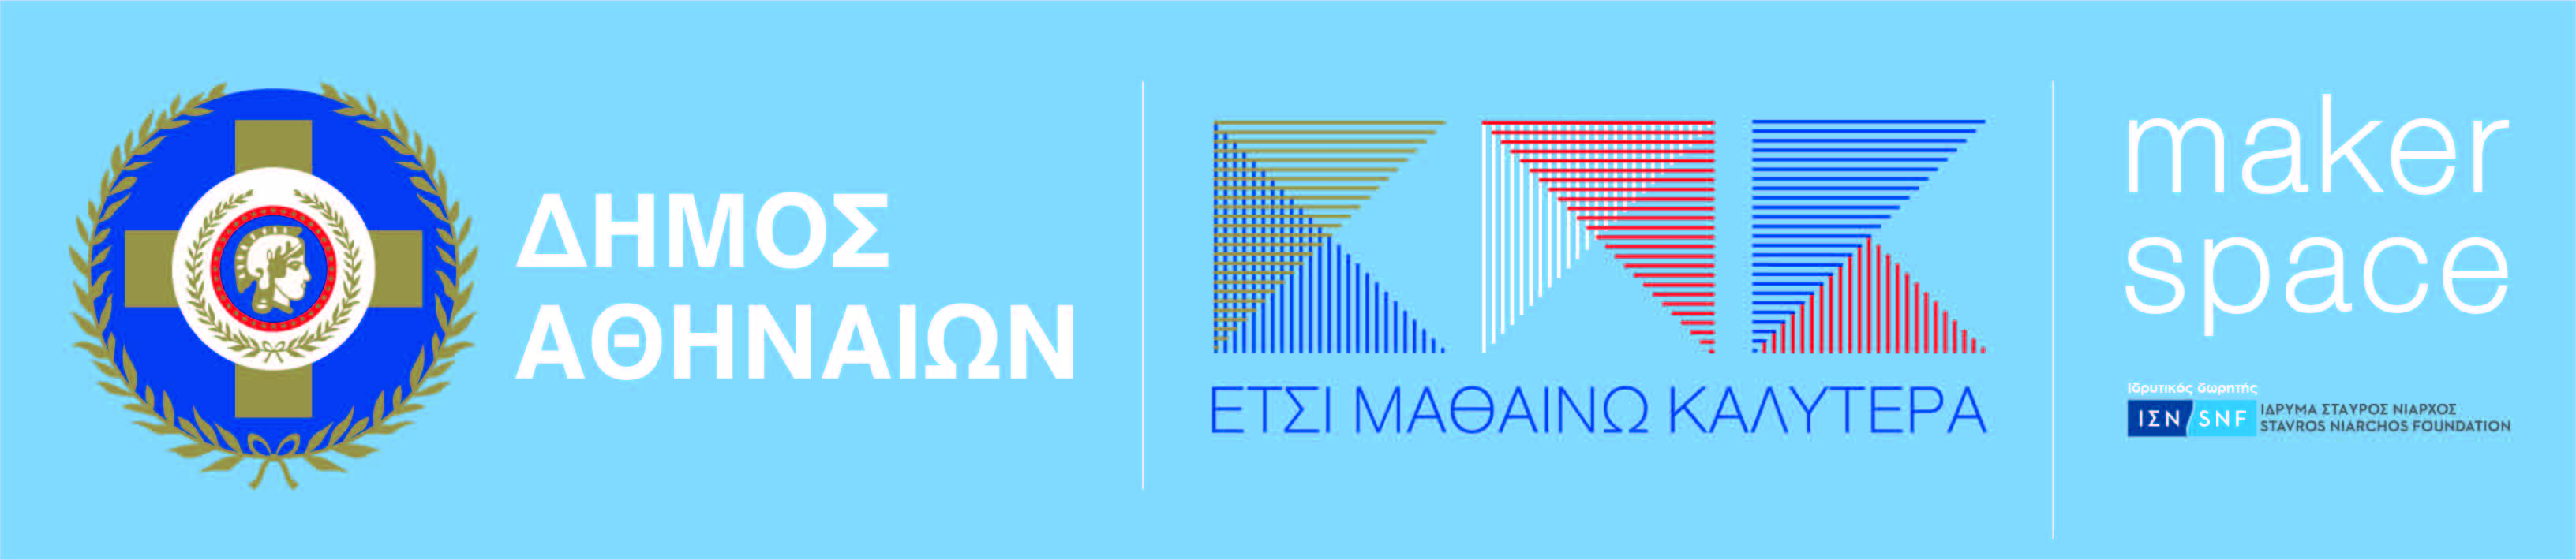 ΔΗΜΟΣ
ΑΘΗΝΑΙΩΝ
ΕΤΣΙ ΜΑΘΑΙΝΩ ΚΑΛΥΤΕΡΑ
maker
space
Ιδρυτικός δωρητής
ΙΣΝ SNF
ΙΔΡΥΜΑ ΣΤΑΥΡΟΣ ΝΙΑΡΧΟΣ
STAVROS NIARCHOS FOUNDATION